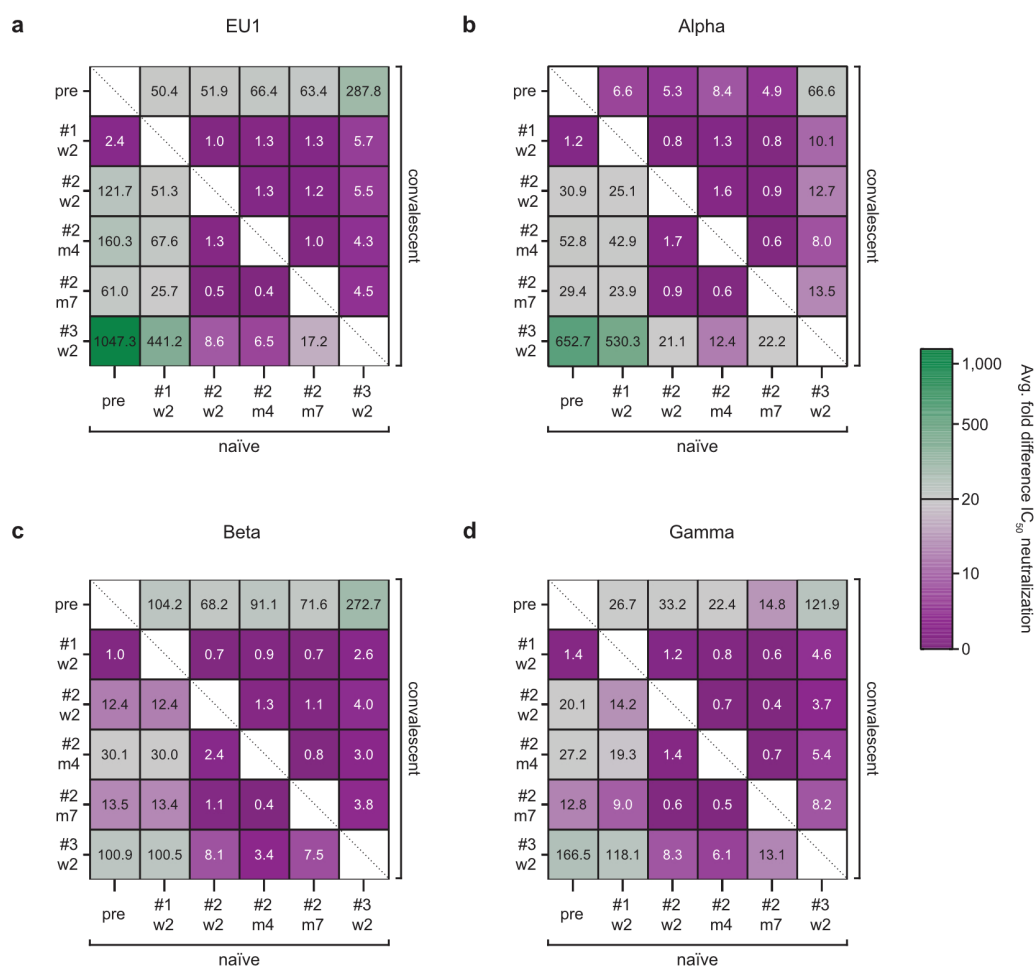 a
EU1
pre
50.4 51.9 66.4 63.4 287.8
#1
w2
2.4 1.0 1.3 1.3 5.7
#2
w2
121.7 51.3 1.3 1.2 5.5
#2
m4
160.3 67.6 1.3 1.0 4.3
#2
m7
61.0 25.7 0.5 0.4 4.5
#3
w2
1047.3 441.2 8.6 6.5 17.2
convalescent
pre #1 #2 #2 #2 #3
w2 w2 m4 m7 w2
naïve
b
Alpha
pre
6.6 5.3 8.4 4.9 66.6
#1
w2
1.2 0.8 1.3 0.8 10.1
#2
w2
30.9 25.1 1.6 0.9 12.7
#2
m4
52.8 42.9 1.7 0.6 8.0
#2
m7
29.4 23.9 0.9 0.6 13.5
#3
w2
652.7 530.3 21.1 12.4 22.2
convalescent
pre #1 #2 #2 #2 #3
w2 w2 m4 m7 w2
naïve
c
Beta
pre
104.2 68.2 91.1 71.6 272.7
#1
w2
1.0 0.7 0.9 0.7 2.6
#2
w2
12.4 12.4 1.3 1.1 4.0
#2
m4
30.1 30.0 2.4 0.8 3.0
#2
m7
13.5 13.4 1.1 0.4 3.8
#3
w2
100.9 100.5 8.1 3.4 7.5
convalescent
pre #1 #2 #2 #2 #3
w2 w2 m4 m7 w2
naïve
d
Gamma
pre
26.7 33.2 22.4 14.8 121.9
#1
w2
1.4 1.2 0.8 0.6 4.6
#2
w2
20.1 14.2 0.7 0.4 3.7
#2
m4
27.2 19.3 1.4 0.7 5.4
#2
m7
12.8 9.0 0.6 0.5 8.2
#3
w2
166.5 118.1 8.3 6.1 13.1
convalescent
pre #1 #2 #2 #2 #3
w2 w2 m4 m7 w2
naïve
1,000
500
20
10
0
Avg. fold difference IC50 neutralization